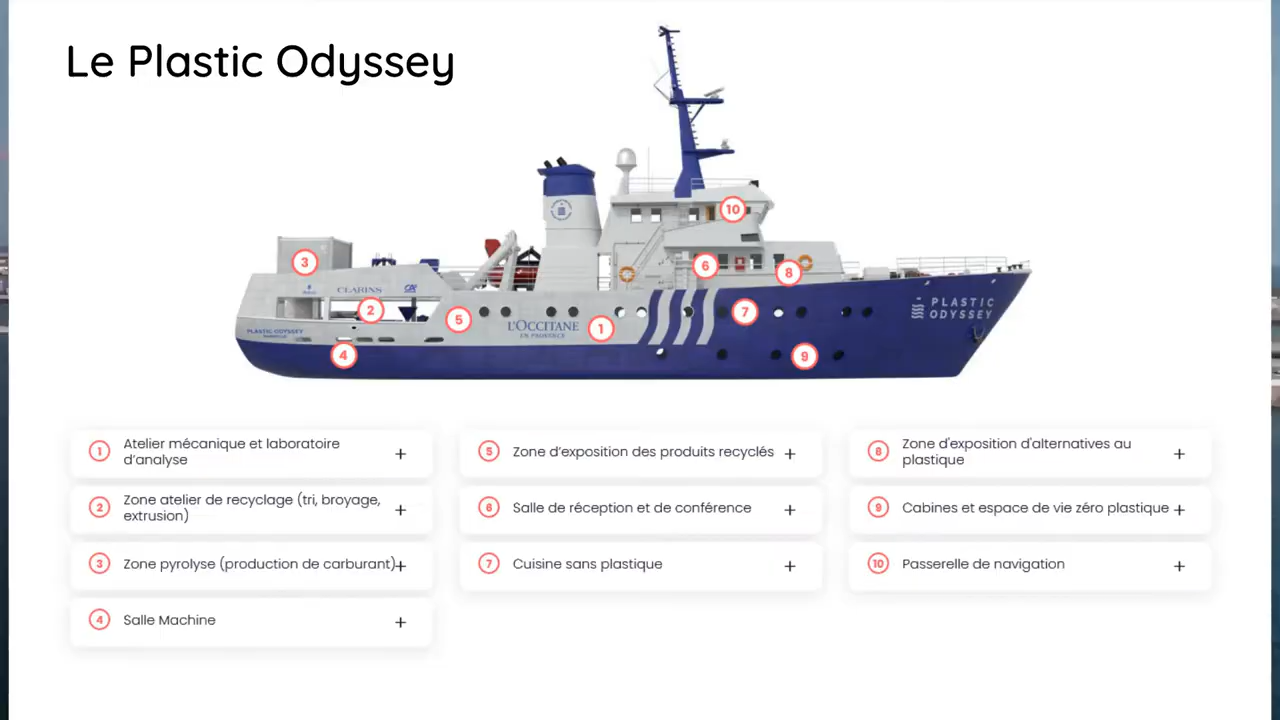 Le Plastic Odyssey
10
3
6
8
CLARINS
CA
2
7
PLASTIC
ODYSSEY
5
L'OCCITANE
EN PROVENCE
1
PLASTIC ODYSSEY
4
9
1 Atelier mécanique et laboratoire
d'analyse +
2 Zone atelier de recyclage (tri, broyage,
extrusion) +
3 Zone pyrolyse (production de carburant) +
4 Salle Machine +
5 Zone d'exposition des produits recyclés +
6 Salle de réception et de conférence +
7 Cuisine sans plastique +
8 Zone d'exposition d'alternatives au
plastique +
9 Cabines et espace de vie zéro plastique +
10 Passerelle de navigation +